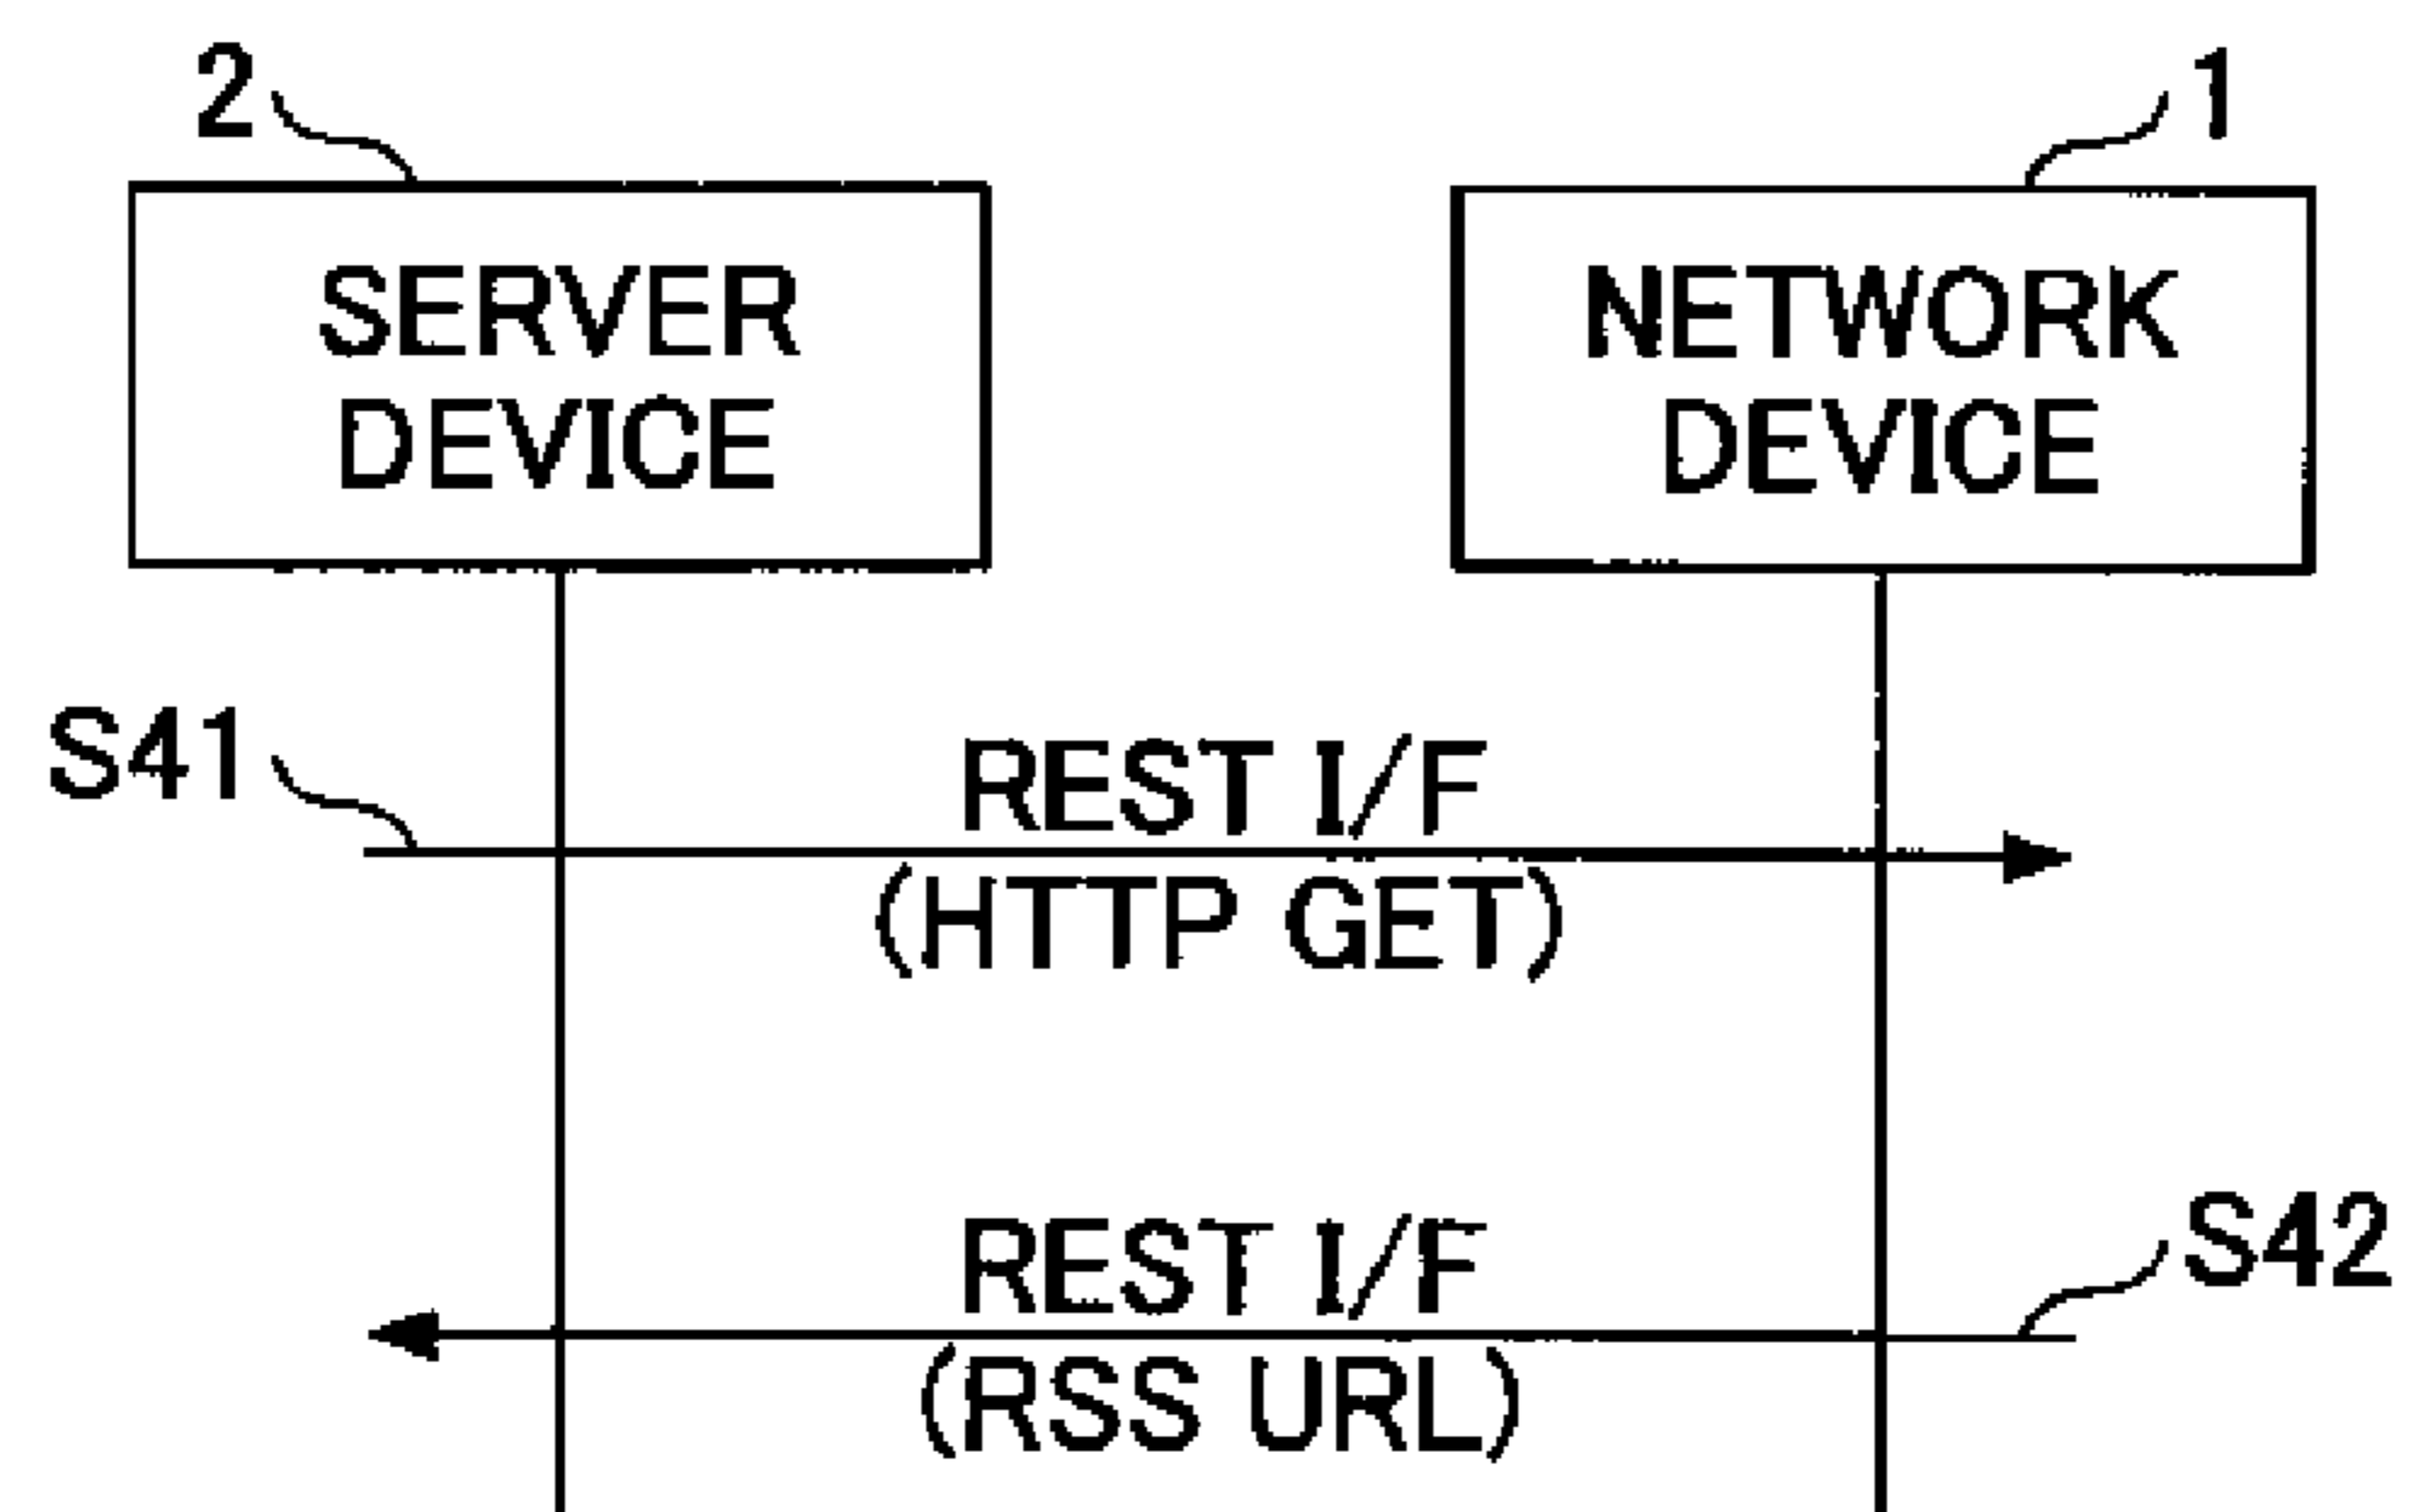 2
1
SERVER
DEVICE
NETWORK
DEVICE
S41
REST I/F
(HTTP GET)
S42
REST I/F
(RSS URL)